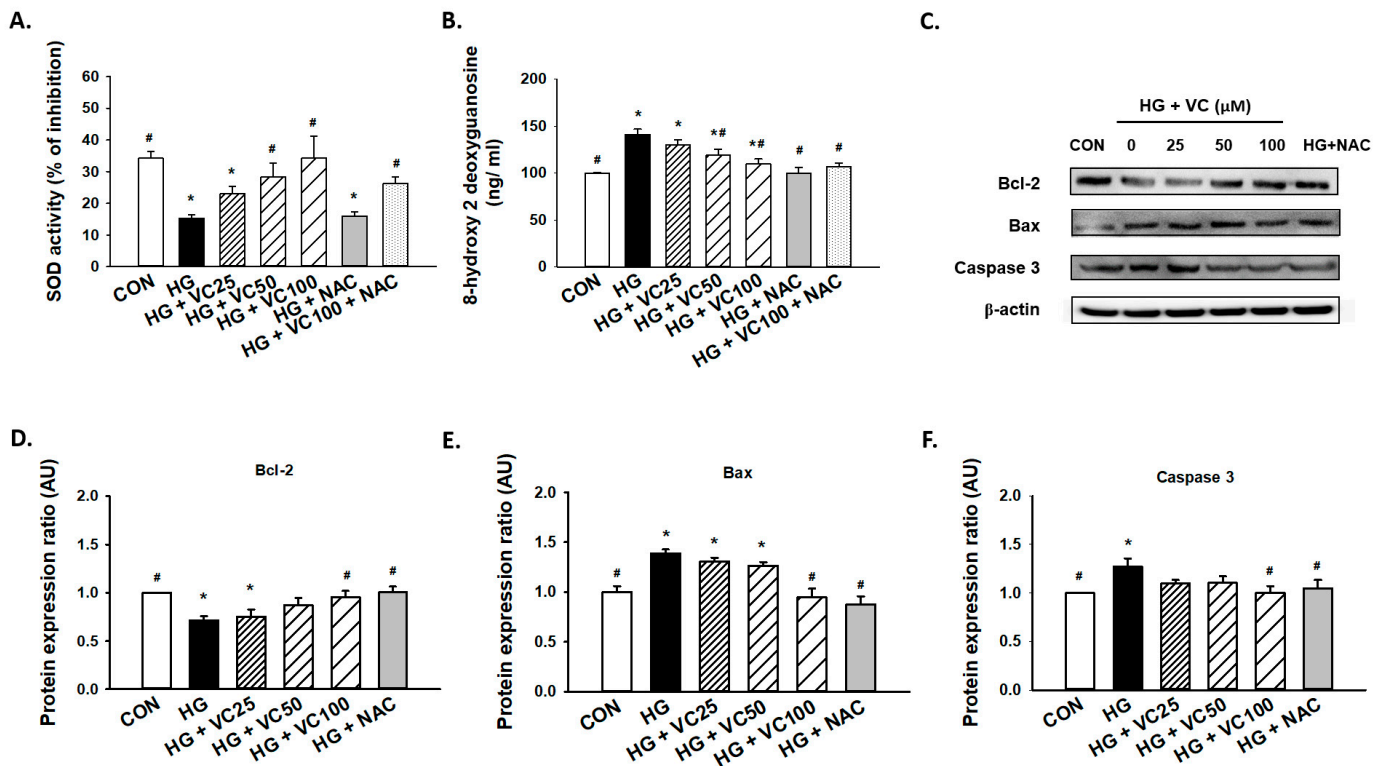 A.
SOD activity (% of inhibition)
60
50
40
30
20
10
0
#
*
*
#
#
*
#
CON
HG
HG + VC25
HG + VC50
HG + VC100
HG + NAC
HG + VC100 + NAC
B.
8-hydroxy 2 deoxyguanosine
(ng/ ml)
200
150
100
50
0
#
*
*
*#
*#
#
#
CON
HG
HG + VC25
HG + VC50
HG + VC100
HG + NAC
HG + VC100 + NAC
C.
HG + VC (μM)
CON 0 25 50 100 HG+NAC
Bcl-2
Bax
Caspase 3
β-actin
D.
Bcl-2
Protein expression ratio (AU)
2.0
1.5
1.0
0.5
0.0
#
*
*
#
#
CON
HG
HG + VC25
HG + VC50
HG + VC100
HG + NAC
E.
Bax
Protein expression ratio (AU)
2.0
1.5
1.0
0.5
0.0
#
*
*
*
#
#
CON
HG
HG + VC25
HG + VC50
HG + VC100
HG + NAC
F.
Caspase 3
Protein expression ratio (AU)
2.0
1.5
1.0
0.5
0.0
#
*
#
#
CON
HG
HG + VC25
HG + VC50
HG + VC100
HG + NAC